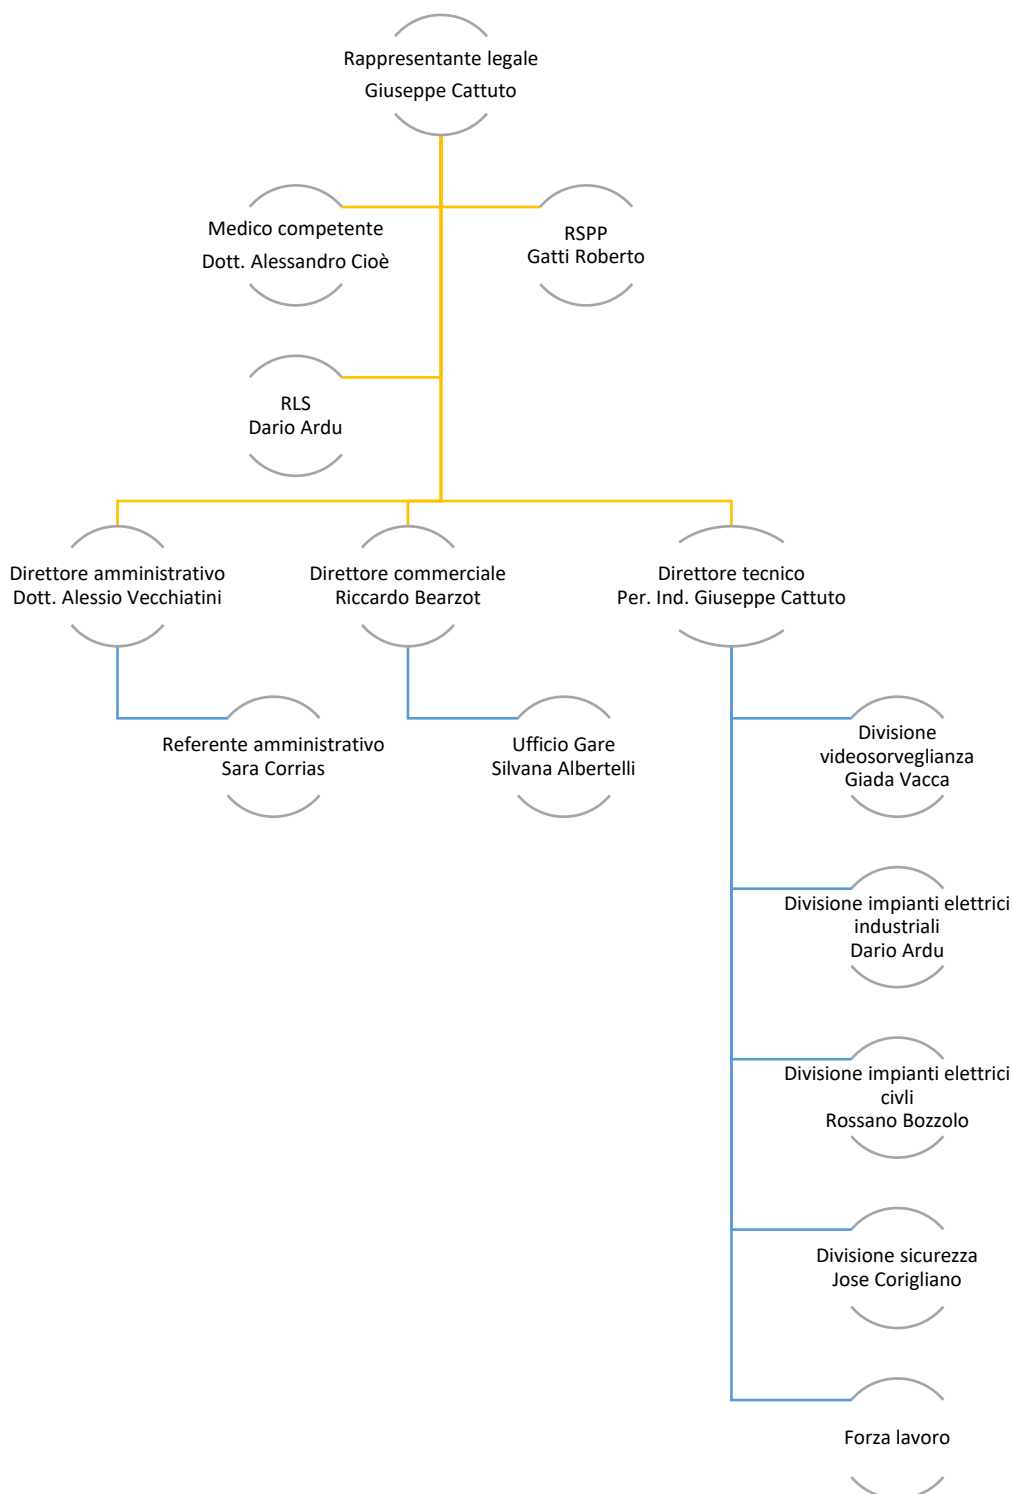 Rappresentante legale
Giuseppe Cattuto
Medico competente
Dott. Alessandro Cioè
RSPP
Gatti Roberto
RLS
Dario Ardu
Direttore amministrativo
Dott. Alessio Vecchiatini
Direttore commerciale
Riccardo Bearzot
Direttore tecnico
Per. Ind. Giuseppe Cattuto
Referente amministrativo
Sara Corrias
Ufficio Gare
Silvana Albertelli
Divisione
videosorveglianza
Giada Vacca
Divisione impianti elettrici
industriali
Dario Ardu
Divisione impianti elettrici
civli
Rossano Bozzolo
Divisione sicurezza
Jose Corigliano
Forza lavoro